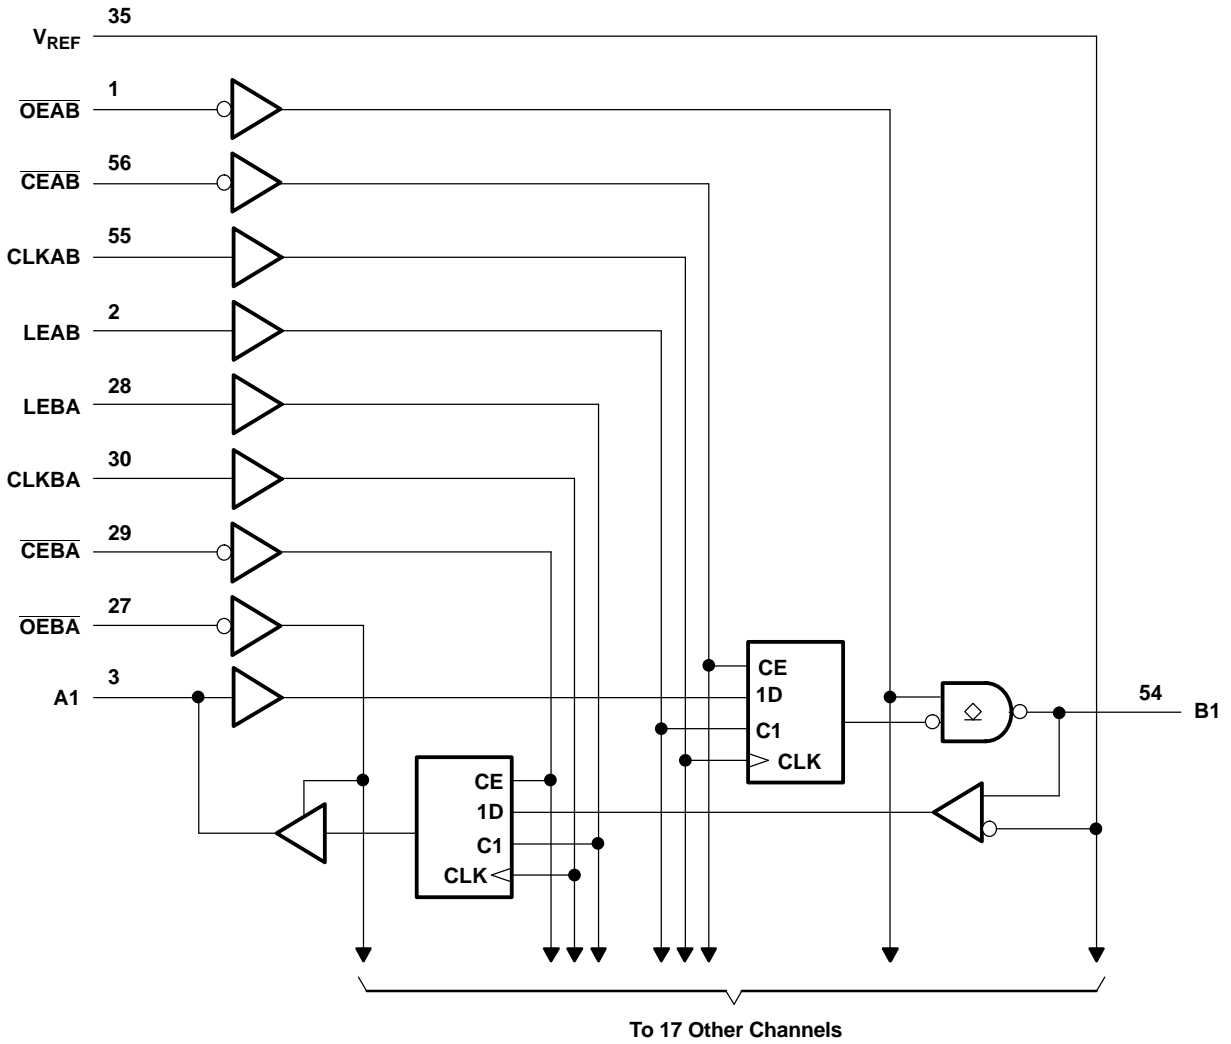 35
VREF
1
OEAB
56
CEAB
55
CLKAB
2
LEAB
28
LEBA
30
CLKBA
29
CEBA
27
OEBA
3
A1
CE
1D
C1
CLK
54
B1
CE
1D
C1
CLK
To 17 Other Channels